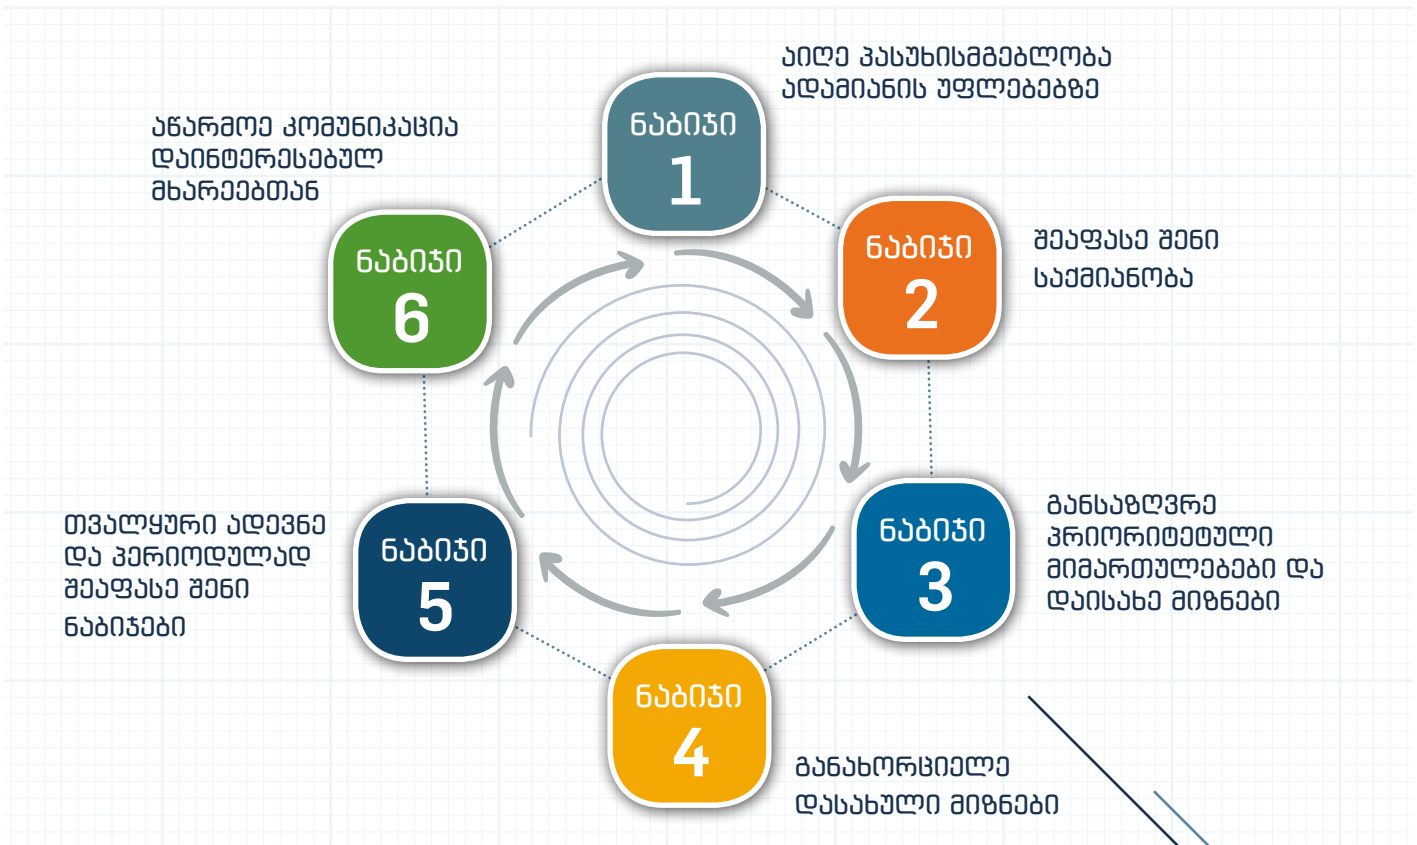 ნაბიჯი
1
აიღე პასუხისმგებლობა
ადამიანის უფლებებზე
ნაბიჯი
2
შეაფასე შენი
საქმიანობა
ნაბიჯი
3
განსაზღვრე
პრიორიტეტული
მიმართულებები და
დაისახე მიზნები
ნაბიჯი
4
განახორციელე
დასახული მიზნები
ნაბიჯი
5
თვალყური ადევნე
და პერიოდულად
შეაფასე შენი
ნაბიჯები
ნაბიჯი
6
აწარმოე კომუნიკაცია
დაინტერესებულ
მხარეებთან